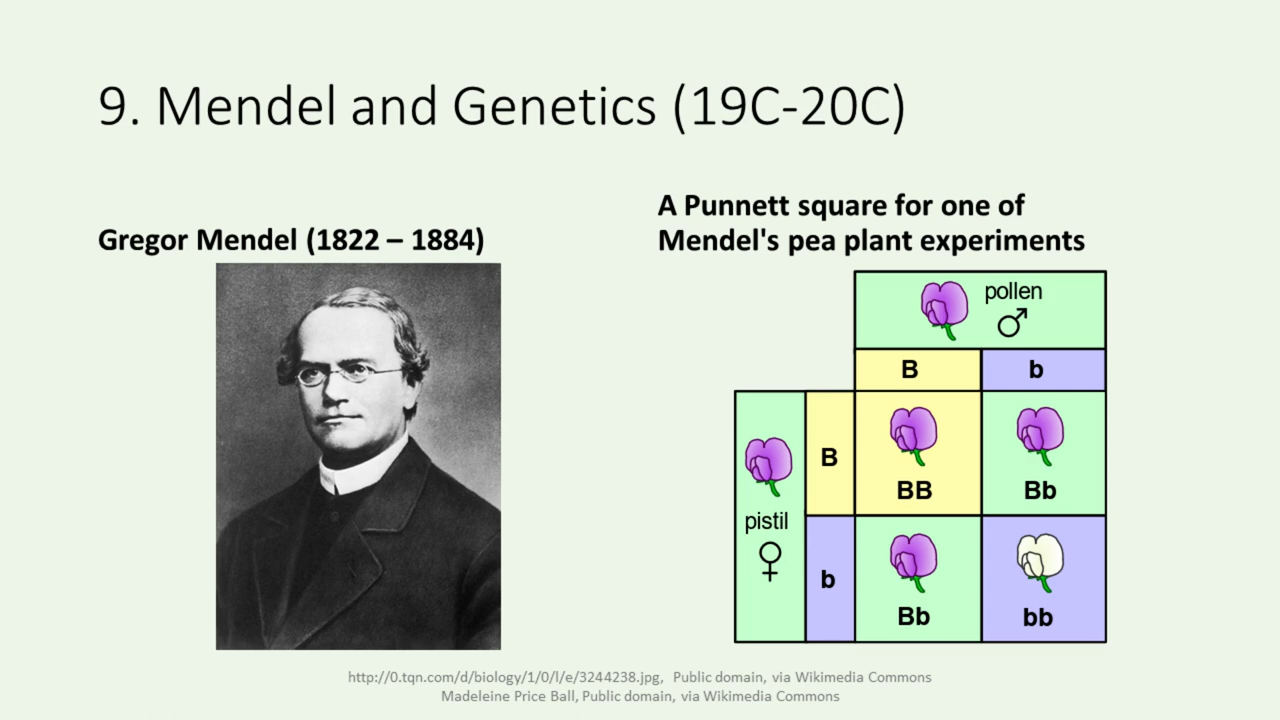 9. Mendel and Genetics (19C-20C)
Gregor Mendel (1822 – 1884)
A Punnett square for one of
Mendel's pea plant experiments
pollen
♂
B b
B
BB Bb
pistil
♀
b
Bb bb
http://0.tqn.com/d/biology/1/0/l/e/3244238.jpg, Public domain, via Wikimedia Commons
Madeleine Price Ball, Public domain, via Wikimedia Commons